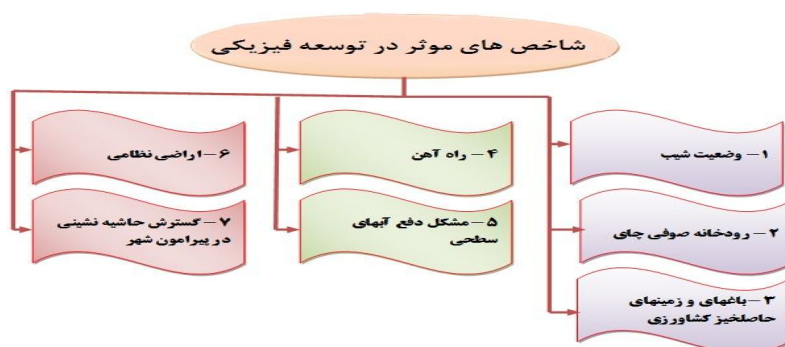 شاخص های موثر در توسعه فیزیکی
۱- وضعیت شیب
۲- رودخانه صوفی چای
۳- باغهای و زمینهای
حاصلخیز کشاورزی
۴- راه آهن
۵- مشکل دفع آبهای
سطحی
۶- اراضی نظامی
۷- گسترش حاشیه نشینی
در پیرامون شهر